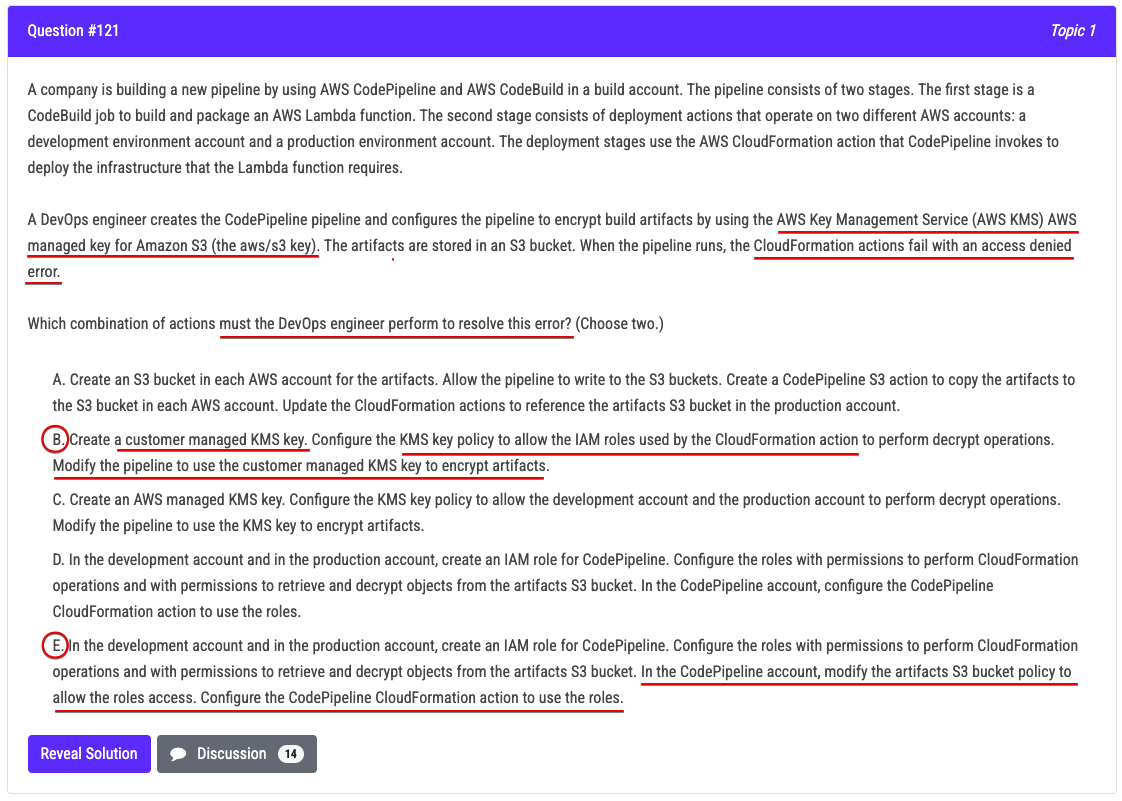 Question #121
Topic 1
A company is building a new pipeline by using AWS CodePipeline and AWS CodeBuild in a build account. The pipeline consists of two stages. The first stage is a
CodeBuild job to build and package an AWS Lambda function. The second stage consists of deployment actions that operate on two different AWS accounts: a
development environment account and a production environment account. The deployment stages use the AWS CloudFormation action that CodePipeline invokes to
deploy the infrastructure that the Lambda function requires.
A DevOps engineer creates the CodePipeline pipeline and configures the pipeline to encrypt build artifacts by using the AWS Key Management Service (AWS KMS) AWS
managed key for Amazon S3 (the aws/s3 key). The artifacts are stored in an S3 bucket. When the pipeline runs, the CloudFormation actions fail with an access denied
error.
Which combination of actions must the DevOps engineer perform to resolve this error? (Choose two.)
A. Create an S3 bucket in each AWS account for the artifacts. Allow the pipeline to write to the S3 buckets. Create a CodePipeline S3 action to copy the artifacts to
the S3 bucket in each AWS account. Update the CloudFormation actions to reference the artifacts S3 bucket in the production account.
B. Create a customer managed KMS key. Configure the KMS key policy to allow the IAM roles used by the CloudFormation action to perform decrypt operations.
Modify the pipeline to use the customer managed KMS key to encrypt artifacts.
C. Create an AWS managed KMS key. Configure the KMS key policy to allow the development account and the production account to perform decrypt operations.
Modify the pipeline to use the KMS key to encrypt artifacts.
D. In the development account and in the production account, create an IAM role for CodePipeline. Configure the roles with permissions to perform CloudFormation
operations and with permissions to retrieve and decrypt objects from the artifacts S3 bucket. In the CodePipeline account, configure the CodePipeline
CloudFormation action to use the roles.
E. In the development account and in the production account, create an IAM role for CodePipeline. Configure the roles with permissions to perform CloudFormation
operations and with permissions to retrieve and decrypt objects from the artifacts S3 bucket. In the CodePipeline account, modify the artifacts S3 bucket policy to
allow the roles access. Configure the CodePipeline CloudFormation action to use the roles.
Reveal Solution
Discussion 14